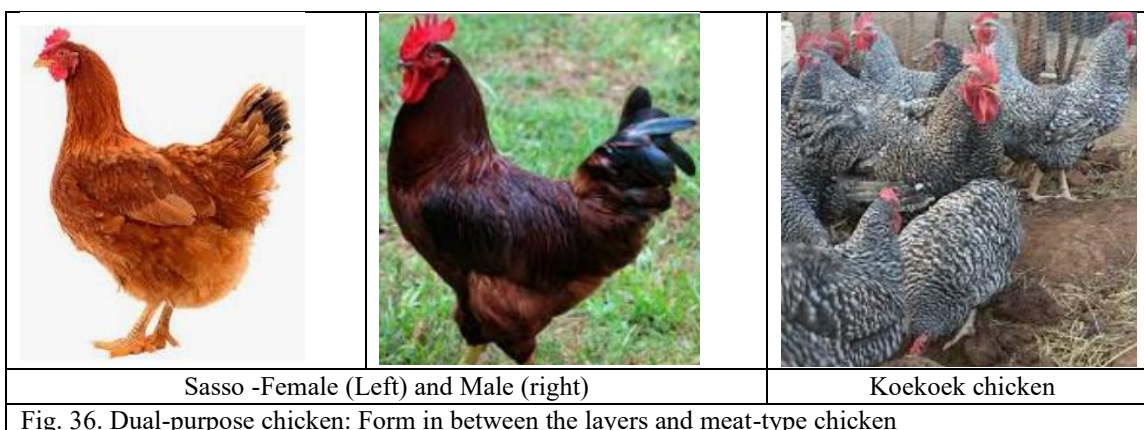 Sasso -Female (Left) and Male (right)
Koekoek chicken
Fig. 36. Dual-purpose chicken: Form in between the layers and meat-type chicken